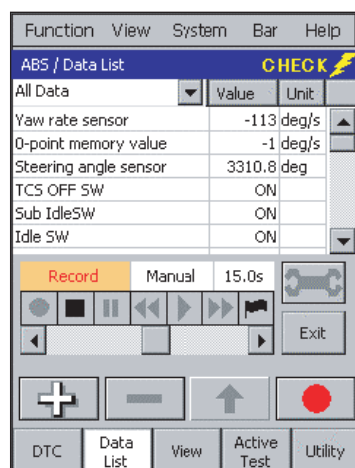 Function View System Bar Help
ABS / Data List CHECK
All Data Value Unit
Yaw rate sensor -113 deg/s
0-point memory value -1 deg/s
Steering angle sensor 3310.8 deg
TCS OFF SW ON
Sub IdleSW ON
Idle SW ON
Record Manual 15.0s
Exit
DTC Data List View Active Test Utility